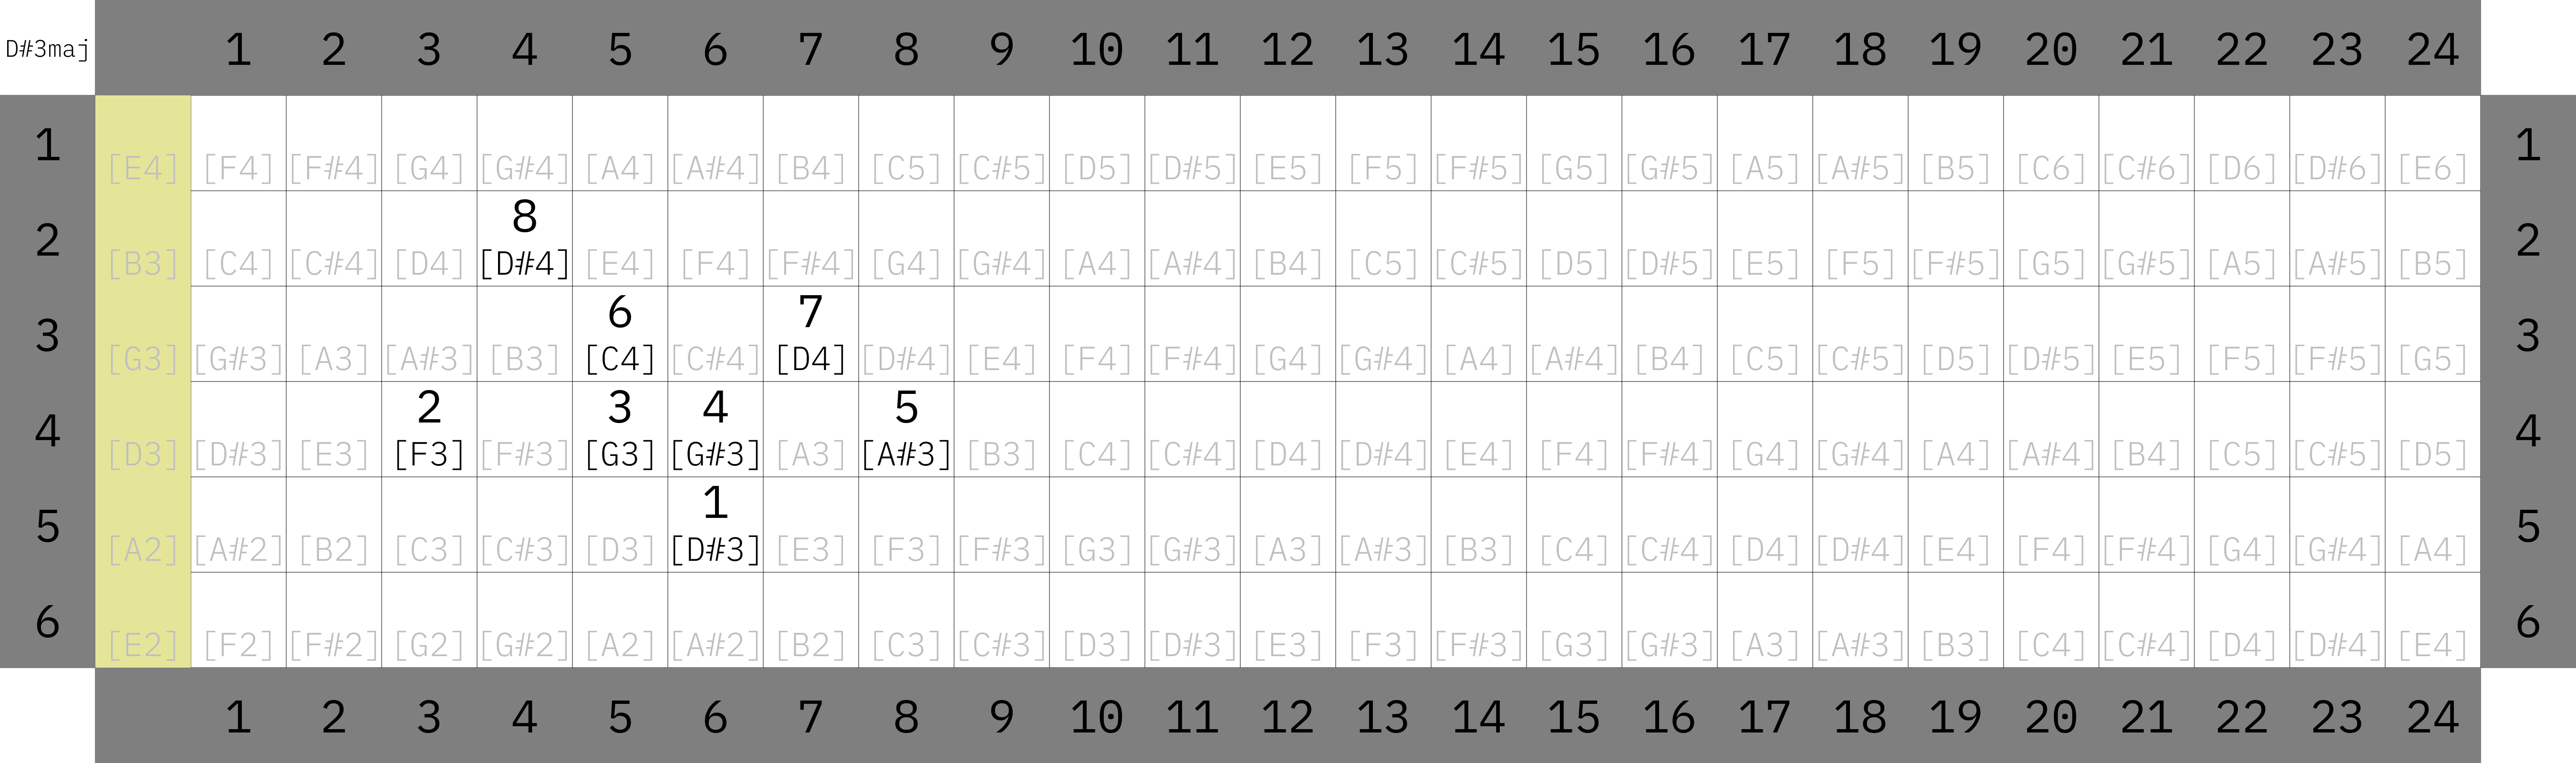 D#3maj 1 2 3 4 5 6 7 8 9 10 11 12 13 14 15 16 17 18 19 20 21 22 23 24
1 [E4] [F4] [F#4] [G4] [G#4] [A4] [A#4] [B4] [C5] [C#5] [D5] [D#5] [E5] [F5] [F#5] [G5] [G#5] [A5] [A#5] [B5] [C6] [C#6] [D6] [D#6] [E6] 1
8
2 [B3] [C4] [C#4] [D4] [D#4] [E4] [F4] [F#4] [G4] [G#4] [A4] [A#4] [B4] [C5] [C#5] [D5] [D#5] [E5] [F5] [F#5] [G5] [G#5] [A5] [A#5] [B5] 2
6 7
3 [G3] [G#3] [A3] [A#3] [B3] [C4] [C#4] [D4] [D#4] [E4] [F4] [F#4] [G4] [G#4] [A4] [A#4] [B4] [C5] [C#5] [D5] [D#5] [E5] [F5] [F#5] [G5] 3
2 3 4 5
4 [D3] [D#3] [E3] [F3] [F#3] [G3] [G#3] [A3] [A#3] [B3] [C4] [C#4] [D4] [D#4] [E4] [F4] [F#4] [G4] [G#4] [A4] [A#4] [B4] [C5] [C#5] [D5] 4
1
5 [A2] [A#2] [B2] [C3] [C#3] [D3] [D#3] [E3] [F3] [F#3] [G3] [G#3] [A3] [A#3] [B3] [C4] [C#4] [D4] [D#4] [E4] [F4] [F#4] [G4] [G#4] [A4] 5
6 [E2] [F2] [F#2] [G2] [G#2] [A2] [A#2] [B2] [C3] [C#3] [D3] [D#3] [E3] [F3] [F#3] [G3] [G#3] [A3] [A#3] [B3] [C4] [C#4] [D4] [D#4] [E4] 6
1 2 3 4 5 6 7 8 9 10 11 12 13 14 15 16 17 18 19 20 21 22 23 24